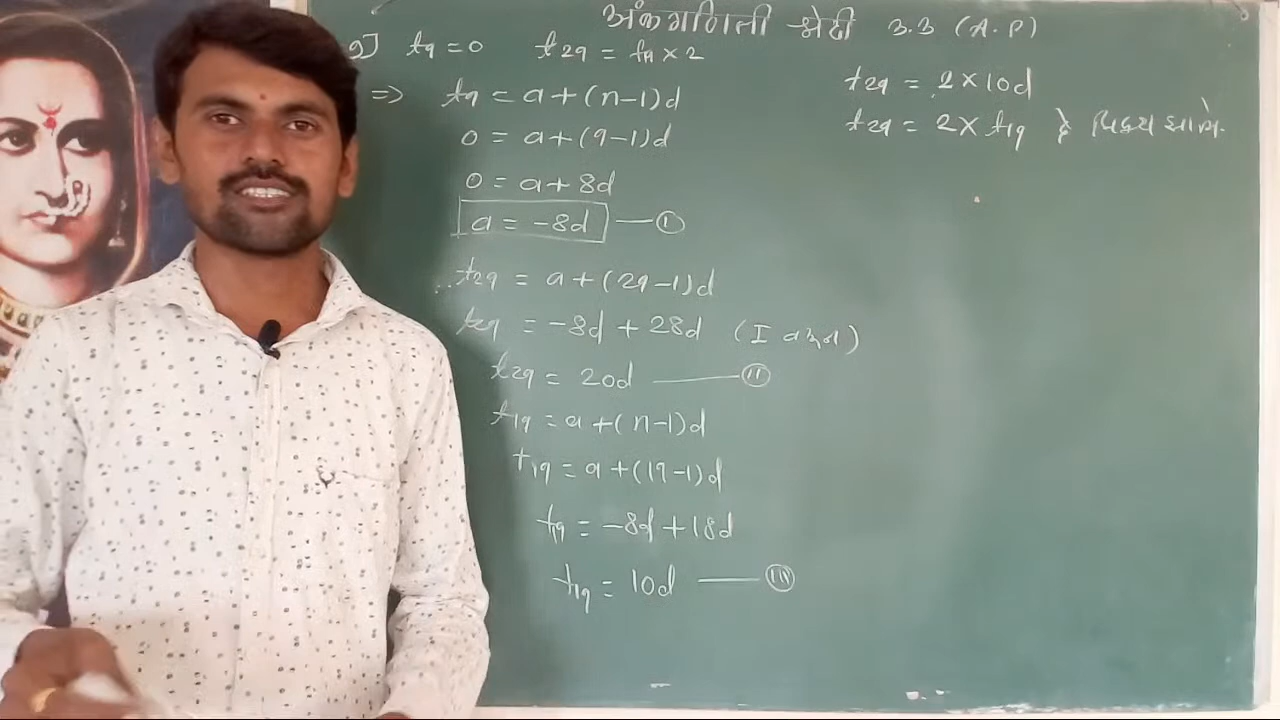 अंकगणिती श्रेढी 3.3 (A.P)
9] t9 = 0 t29 = t19 × 2
⇒ t9 = a + (n-1)d
0 = a + (9-1)d
0 = a + 8d
a = -8d — ①
t29 = a + (29-1)d
t29 = -8d + 28d (I वरून)
t29 = 20d — ⑪
t19 = a + (n-1)d
t19 = a + (19-1)d
t19 = -8d + 18d
t19 = 10d — ⑪I
t29 = 2 × 10d
t29 = 2 × t19 } सिद्ध झाले.